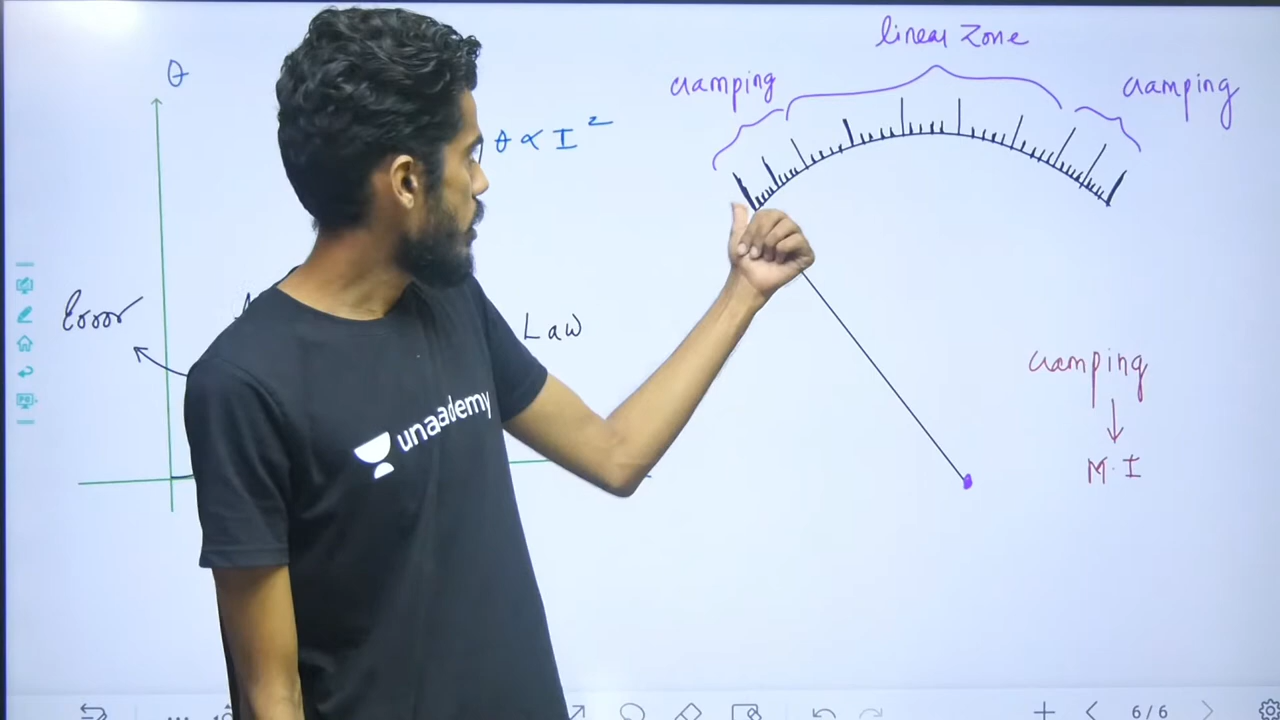 linear Zone
cramping
cramping
θ
θ ∝ I²
Error
Law
unacademy
cramping
↓
M.I
6/6